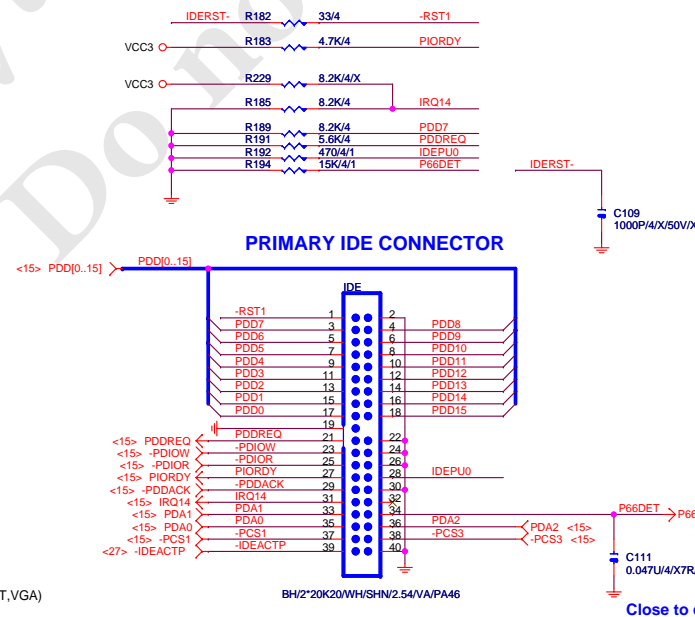 IDERST- R182 33/4 -RST1
VCC3 R183 4.7K/4 PIORDY
VCC3 R229 8.2K/4/X
R185 8.2K/4 IRQ14
R189 8.2K/4 PDD7
R191 5.6K/4 PDDREQ
R192 470/4/1 IDEPU0
R194 15K/4/1 P66DET
IDERST-
C109
1000P/4/X/50V/X
Do no
PRIMARY IDE CONNECTOR
<15> PDD[0..15] PDD[0..15]
IDE
-RST1 1 2
PDD7 3 4 PDD8
PDD6 5 6 PDD9
PDD5 7 8 PDD10
PDD4 9 10 PDD11
PDD3 11 12 PDD12
PDD2 13 14 PDD13
PDD1 15 16 PDD14
PDD0 17 18 PDD15
19
<15> PDDREQ PDDREQ 21 22
<15> -PDIOW -PDIOW 23 24
<15> -PDIOR -PDIOR 25 26
<15> PIORDY PIORDY 27 28 IDEPU0
<15> -PDDACK -PDDACK 29 30
<15> IRQ14 IRQ14 31 32
<15> PDA1 PDA1 33 34 P66DET P66
<15> PDA0 PDA0 35 36 PDA2 PDA2 <15>
<15> -PCS1 -PCS1 37 38 -PCS3 -PCS3 <15>
<27> -IDEACTP -IDEACTP 39 40
C111
0.047U/4/X7R/
BH/2*20K20/WH/SHN/2.54/VA/PA46
T,VGA)
Close to